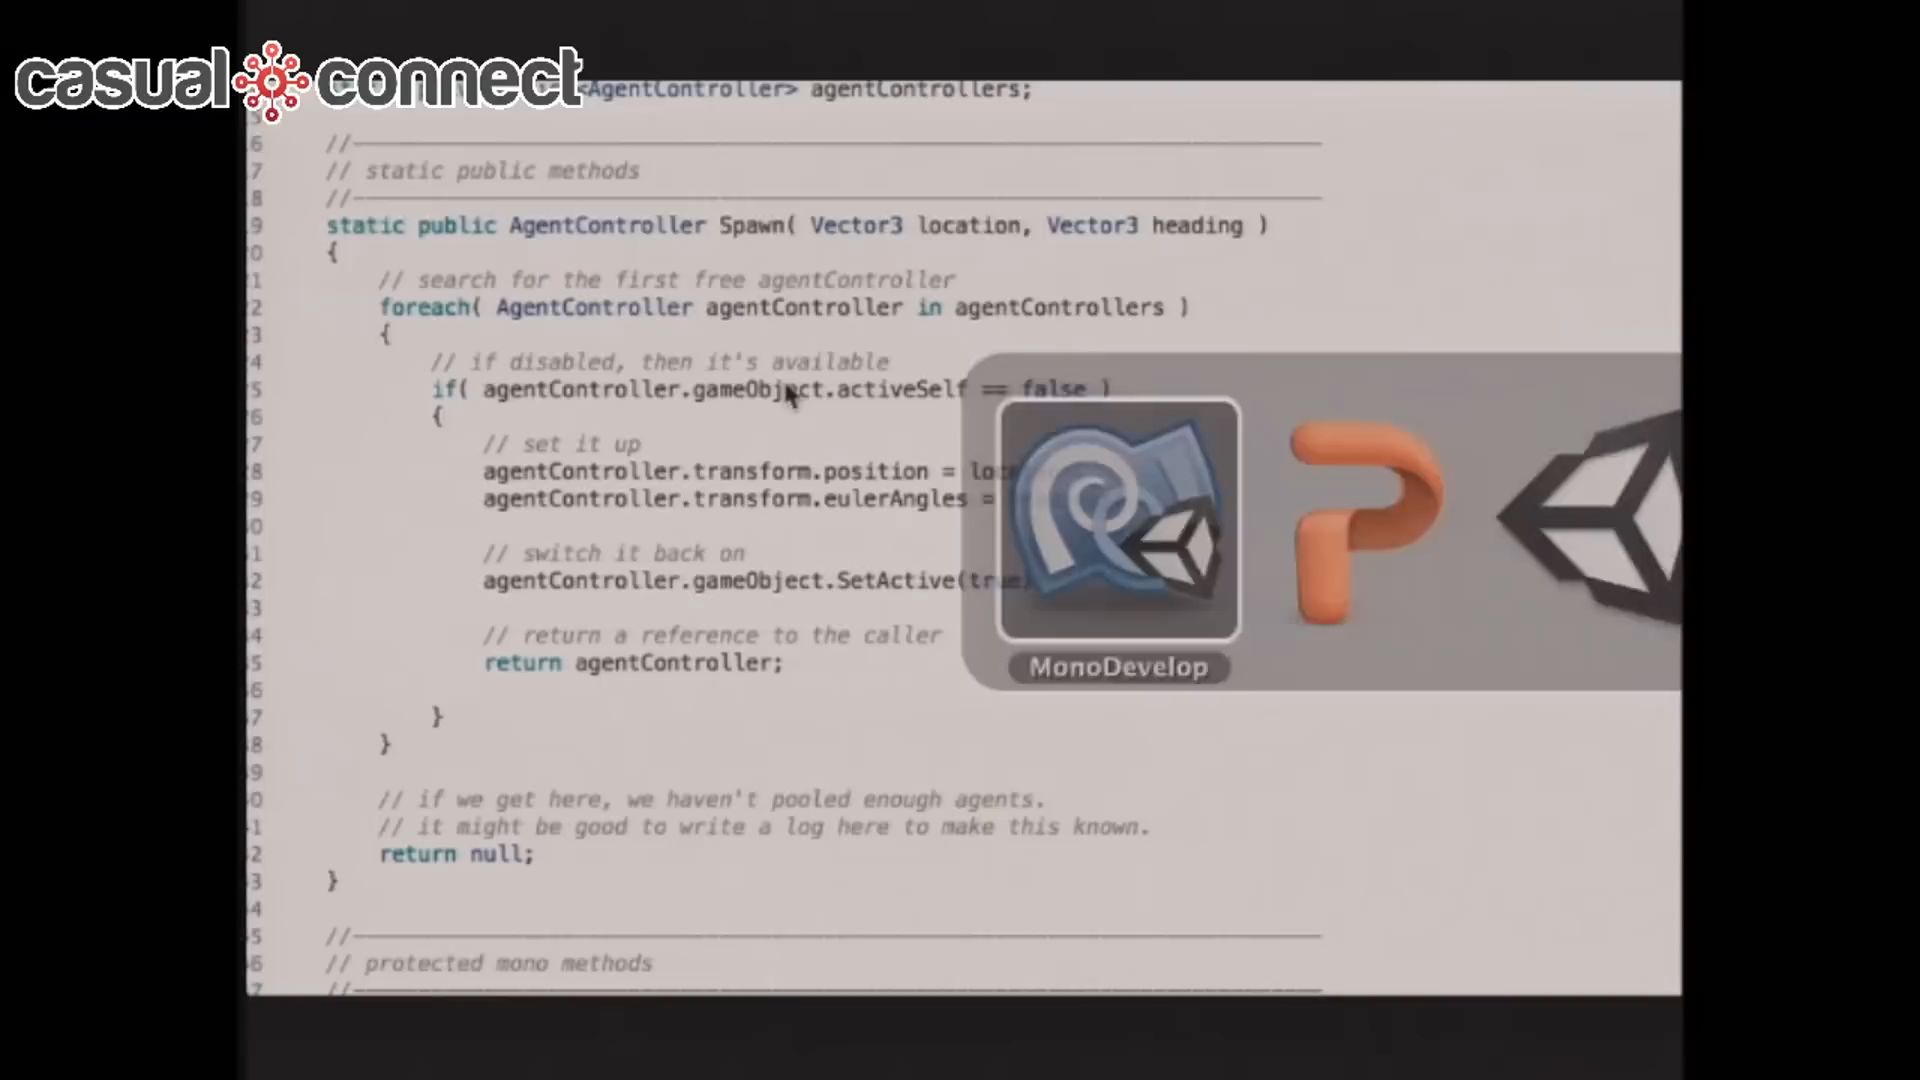 casual connect
<AgentController> agentControllers;
//
// static public methods
//
static public AgentController Spawn( Vector3 location, Vector3 heading )
{
// search for the first free agentController
foreach( AgentController agentController in agentControllers )
{
// if disabled, then it's available
if( agentController.gameObject.activeSelf == false )
{
// set it up
agentController.transform.position =
agentController.transform.eulerAngles =
// switch it back on
agentController.gameObject.SetActive(true
// return a reference to the caller
return agentController;
}
}
// if we get here, we haven't pooled enough agents.
// it might be good to write a log here to make this known.
return null;
}
//
// protected mono methods
//
MonoDevelop